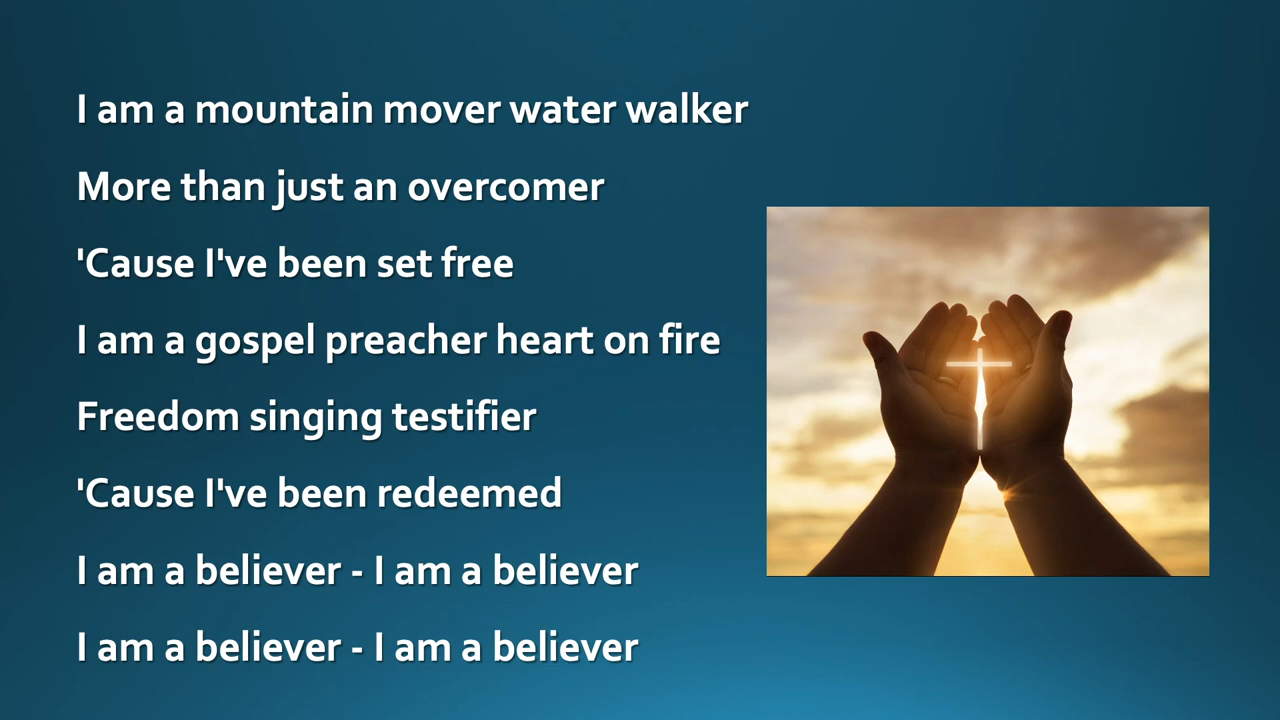 I am a mountain mover water walker
More than just an overcomer
'Cause I've been set free
I am a gospel preacher heart on fire
Freedom singing testifier
'Cause I've been redeemed
I am a believer - I am a believer
I am a believer - I am a believer